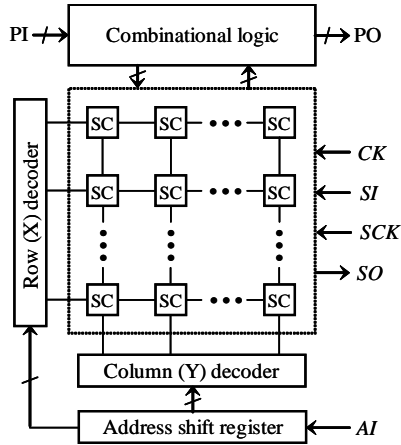 PI
Combinational logic
PO
SC SC SC
CK
SI
SC SC SC
SCK
SO
Row (X) decoder
SC SC SC
Column (Y) decoder
Address shift register
AI